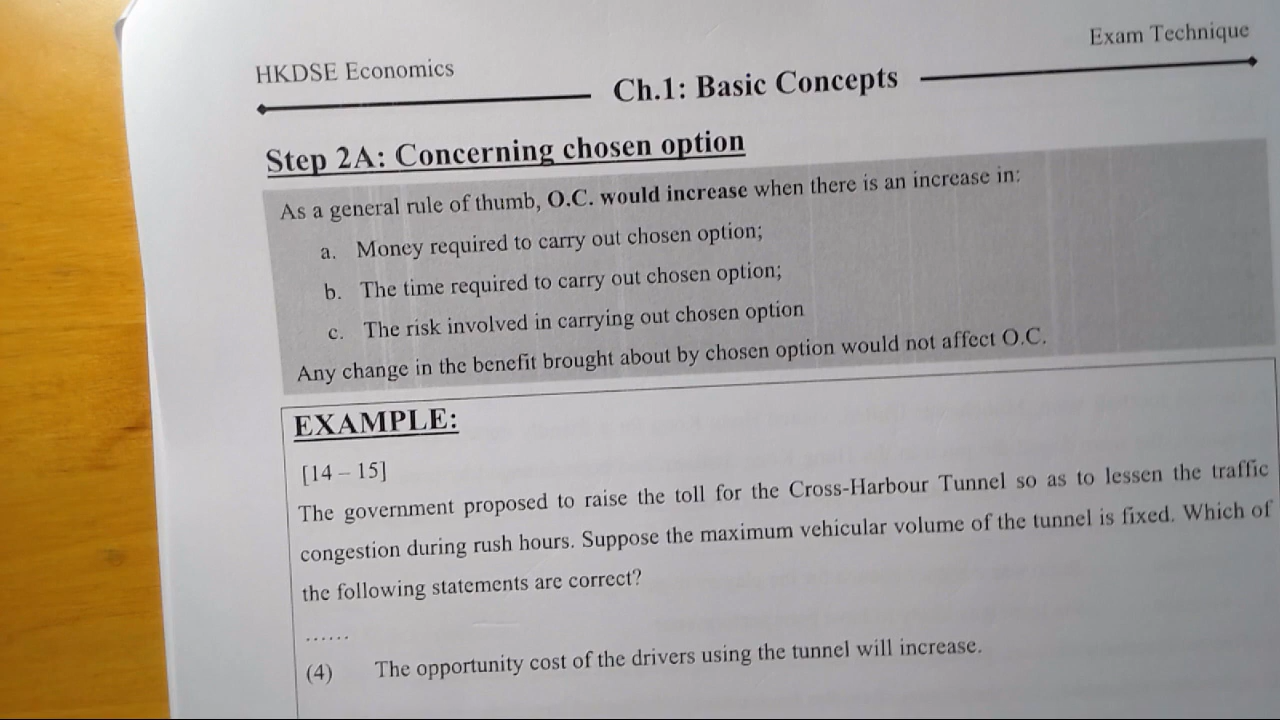 HKDSE Economics
Exam Technique
Ch.1: Basic Concepts
Step 2A: Concerning chosen option
As a general rule of thumb, O.C. would increase when there is an increase in:
a. Money required to carry out chosen option;
b. The time required to carry out chosen option;
c. The risk involved in carrying out chosen option
Any change in the benefit brought about by chosen option would not affect O.C.
EXAMPLE:
[14 – 15]
The government proposed to raise the toll for the Cross-Harbour Tunnel so as to lessen the traffic
congestion during rush hours. Suppose the maximum vehicular volume of the tunnel is fixed. Which of
the following statements are correct?
......
(4) The opportunity cost of the drivers using the tunnel will increase.